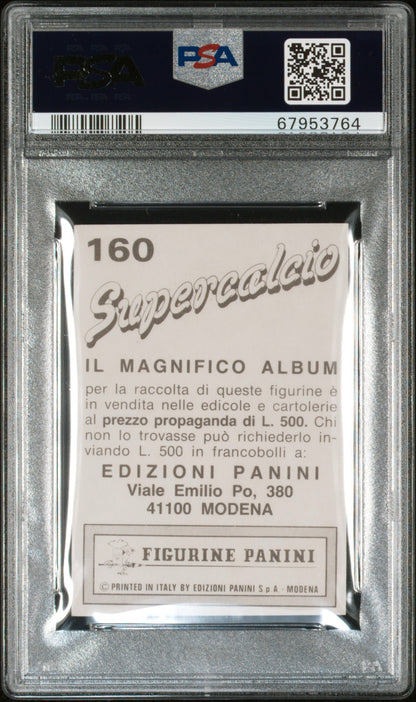 PSA
PSA
67953764
160
Supercalcio
IL MAGNIFICO ALBUM
per la raccolta di queste figurine è
in vendita nelle edicole e cartolerie
al prezzo propaganda di L. 500. Chi
non lo trovasse può richiederlo in-
viando L. 500 in francobolli a:
EDIZIONI PANINI
Viale Emilio Po, 380
41100 MODENA
FIGURINE PANINI
© PRINTED IN ITALY BY EDIZIONI PANINI S p A - MODENA